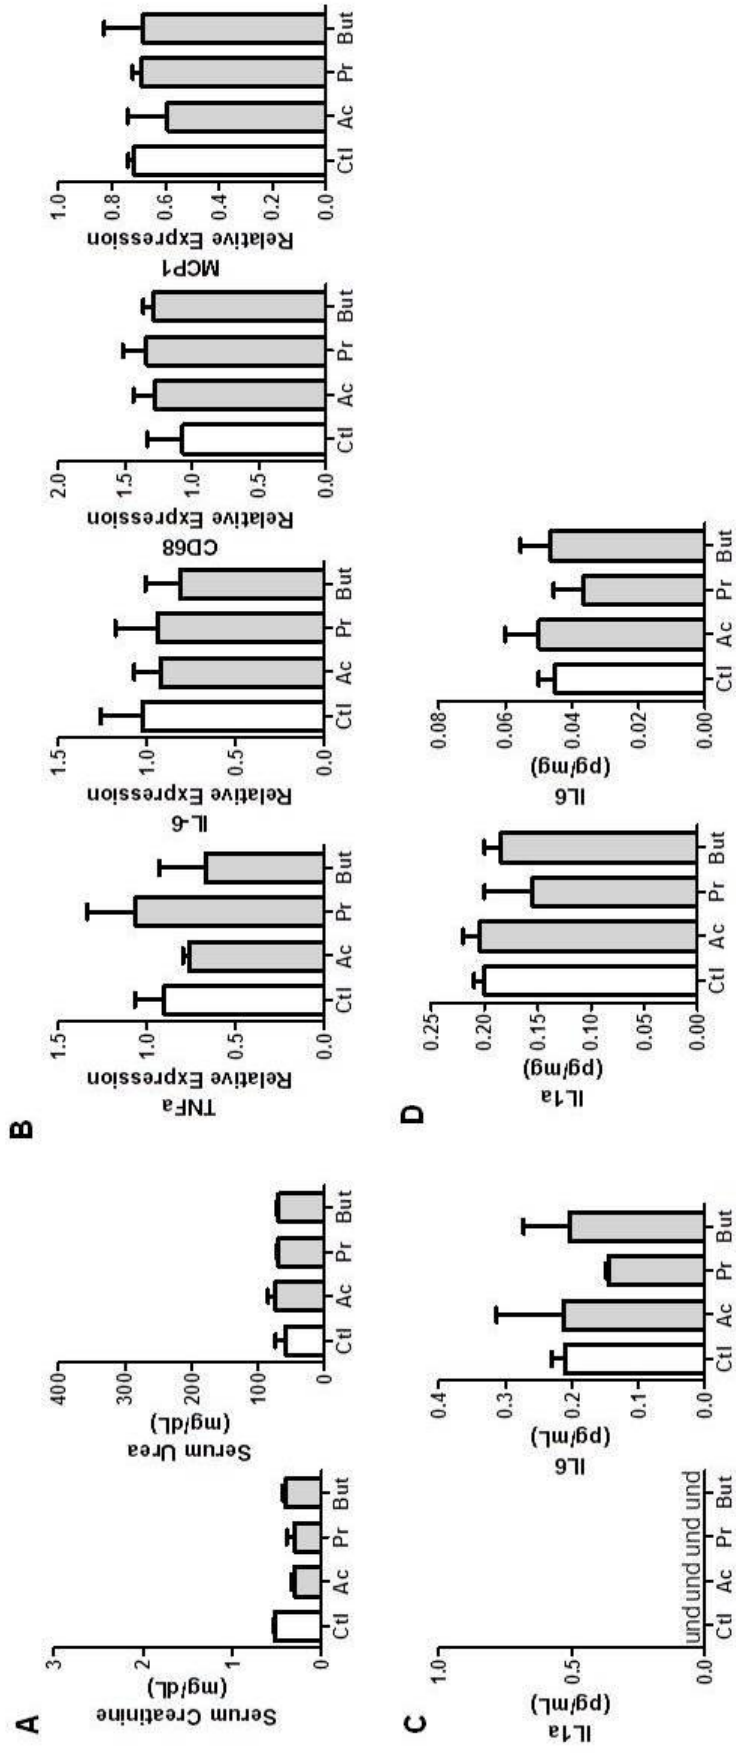 A
Serum Creatinine
(mg/dL)
3
2
1
0
Ctl Ac Pr But
Serum Urea
(mg/dL)
400
300
200
100
0
Ctl Ac Pr But
B
TNFa
Relative Expression
1.5
1.0
0.5
0.0
Ctl Ac Pr But
IL-6
Relative Expression
1.5
1.0
0.5
0.0
Ctl Ac Pr But
CD68
Relative Expression
2.0
1.5
1.0
0.5
0.0
Ctl Ac Pr But
MCP1
Relative Expression
1.0
0.8
0.6
0.4
0.2
0.0
Ctl Ac Pr But
C
IL1a
(pg/mL)
1.0
0.5
0.0
und und und und
Ctl Ac Pr But
IL6
(pg/mL)
0.4
0.3
0.2
0.1
0.0
Ctl Ac Pr But
D
IL1a
(pg/mg)
0.25
0.20
0.15
0.10
0.05
0.00
Ctl Ac Pr But
IL6
(pg/mg)
0.08
0.06
0.04
0.02
0.00
Ctl Ac Pr But